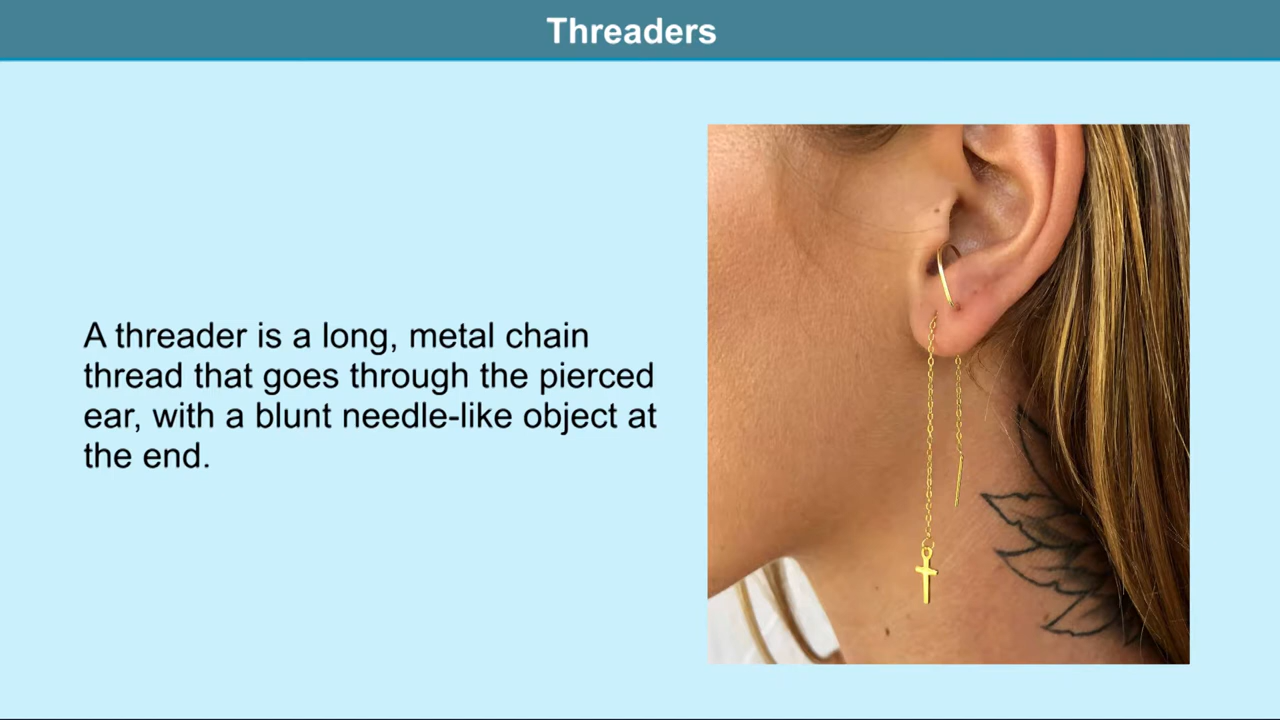 Threaders
A threader is a long, metal chain
thread that goes through the pierced
ear, with a blunt needle-like object at
the end.